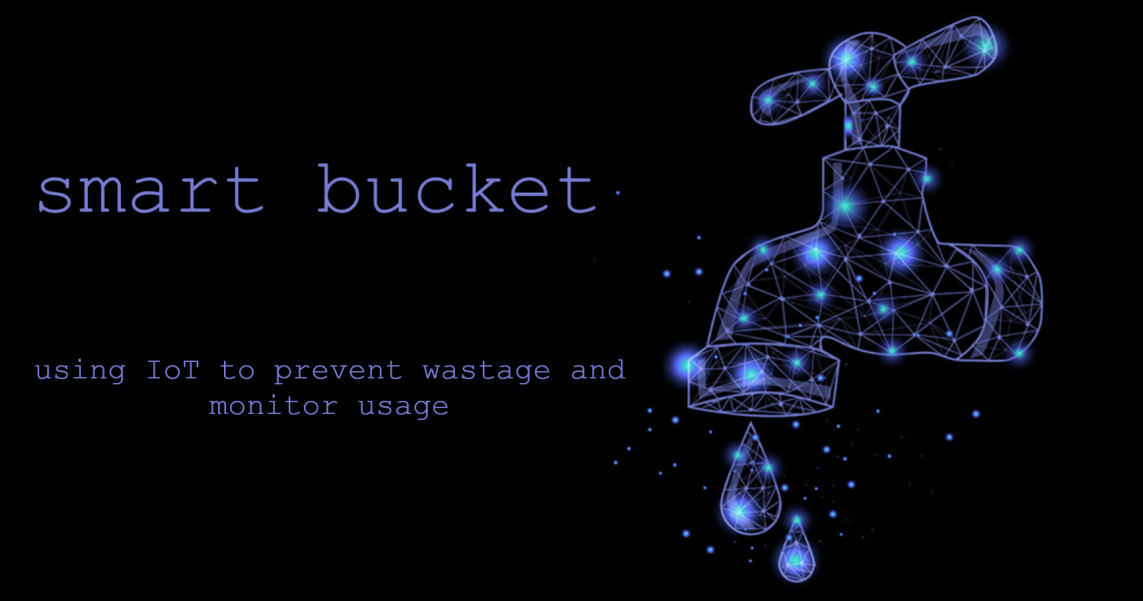 smart bucket
using IoT to prevent wastage and
monitor usage